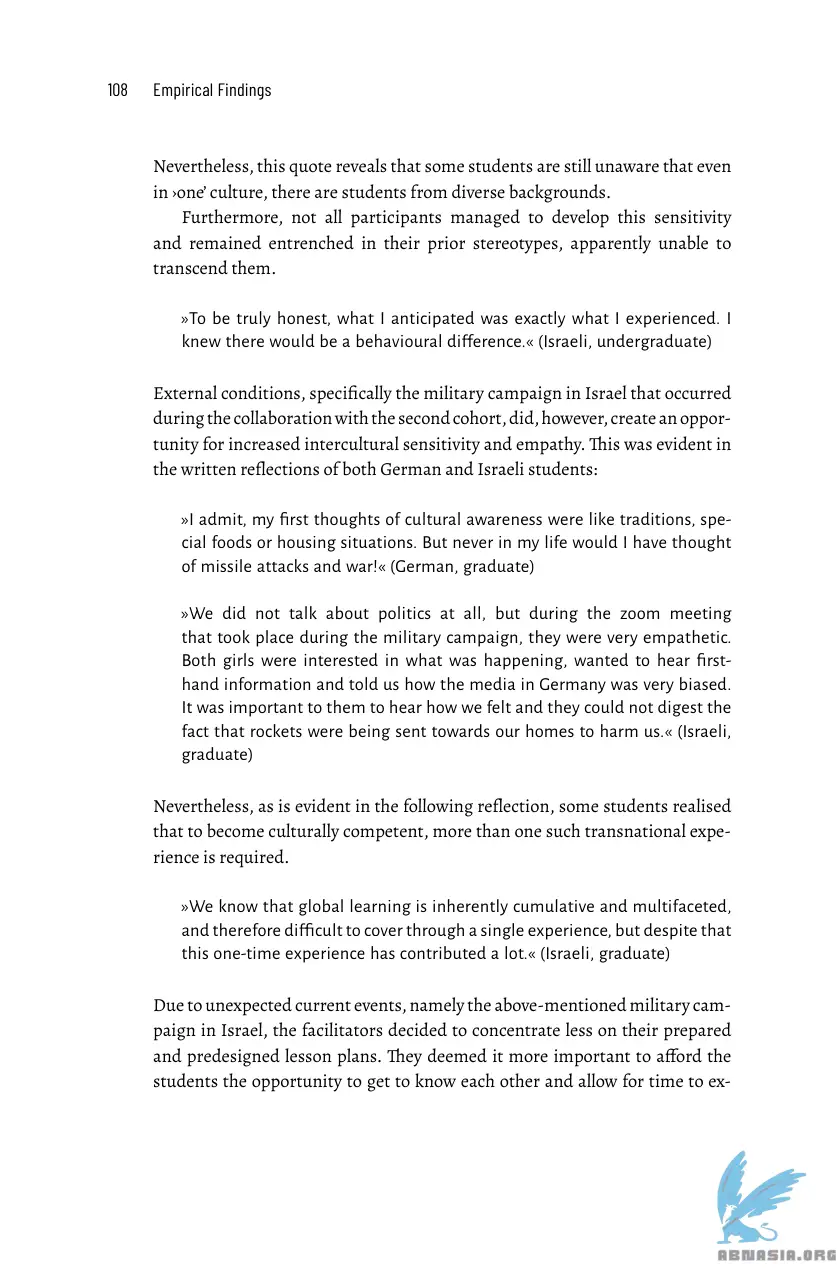 108 Empirical Findings
Nevertheless, this quote reveals that some students are still unaware that even
in ›one’ culture, there are students from diverse backgrounds.
Furthermore, not all participants managed to develop this sensitivity
and remained entrenched in their prior stereotypes, apparently unable to
transcend them.
»To be truly honest, what I anticipated was exactly what I experienced. I
knew there would be a behavioural difference.« (Israeli, undergraduate)
External conditions, specifically the military campaign in Israel that occurred
during the collaboration with the second cohort, did, however, create an oppor-
tunity for increased intercultural sensitivity and empathy. This was evident in
the written reflections of both German and Israeli students:
»I admit, my first thoughts of cultural awareness were like traditions, spe-
cial foods or housing situations. But never in my life would I have thought
of missile attacks and war!« (German, graduate)
»We did not talk about politics at all, but during the zoom meeting
that took place during the military campaign, they were very empathetic.
Both girls were interested in what was happening, wanted to hear first-
hand information and told us how the media in Germany was very biased.
It was important to them to hear how we felt and they could not digest the
fact that rockets were being sent towards our homes to harm us.« (Israeli,
graduate)
Nevertheless, as is evident in the following reflection, some students realised
that to become culturally competent, more than one such transnational expe-
rience is required.
»We know that global learning is inherently cumulative and multifaceted,
and therefore difficult to cover through a single experience, but despite that
this one-time experience has contributed a lot.« (Israeli, graduate)
Due to unexpected current events, namely the above-mentioned military cam-
paign in Israel, the facilitators decided to concentrate less on their prepared
and predesigned lesson plans. They deemed it more important to afford the
students the opportunity to get to know each other and allow for time to ex-
ABNASIA.ORG